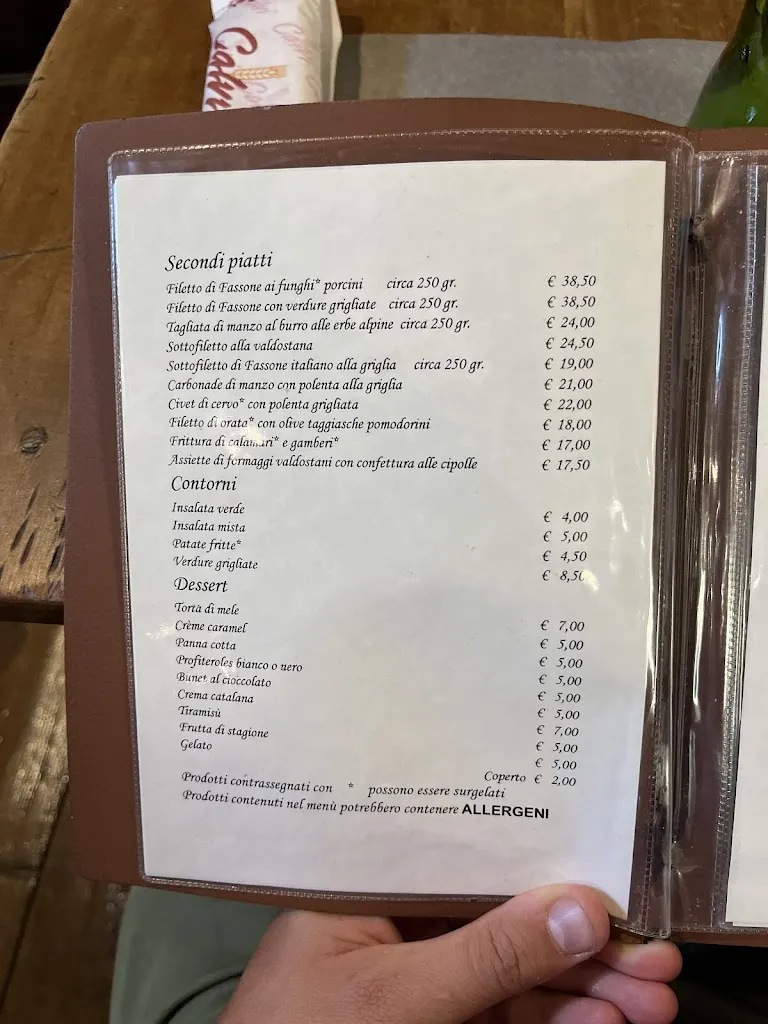 Secondi piatti
Filetto di Fassone ai funghi* porcini circa 250 gr. € 38,50
Filetto di Fassone con verdure grigliate circa 250 gr. € 38,50
Tagliata di manzo al burro alle erbe alpine circa 250 gr. € 24,00
Sottofiletto alla valdostana € 24,50
Sottofiletto di Fassone italiano alla griglia circa 250 gr. € 19,00
Carbonade di manzo con polenta alla griglia € 21,00
Civet di cervo* con polenta grigliata € 22,00
Filetto di orata* con olive taggiasche pomodorini € 18,00
Frittura di calamari* e gamberi* € 17,00
Assiette di formaggi valdostani con confettura alle cipolle € 17,50
Contorni
Insalata verde € 4,00
Insalata mista € 5,00
Patate fritte* € 4,50
Verdure grigliate € 8,50
Dessert
Torta di mele € 7,00
Crème caramel € 5,00
Panna cotta € 5,00
Profiteroles bianco o nero € 5,00
Bunet al cioccolato € 5,00
Crema catalana € 5,00
Tiramisù € 7,00
Frutta di stagione € 5,00
Gelato € 5,00
Coperto € 2,00
Prodotti contrassegnati con * possono essere surgelati
Prodotti contenuti nel menù potrebbero contenere ALLERGENI